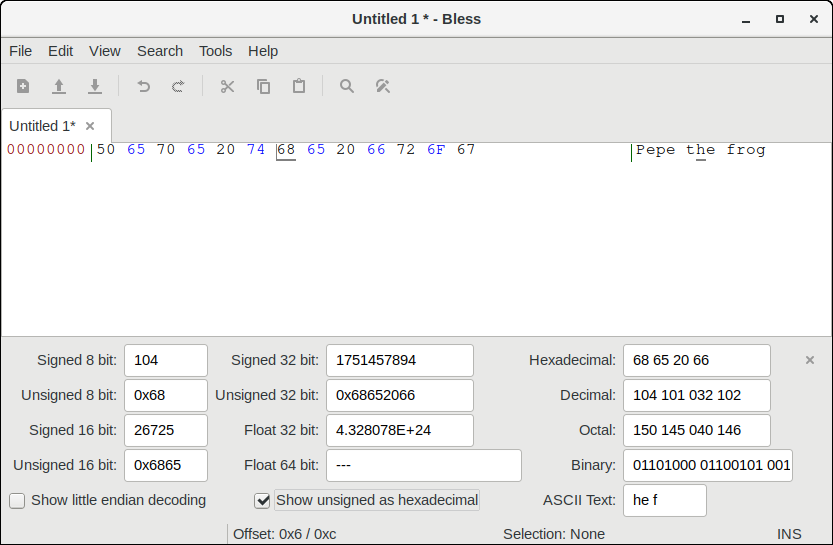 Untitled 1 * - Bless
File Edit View Search Tools Help
Untitled 1*
00000000 50 65 70 65 20 74 68 65 20 66 72 6F 67 Pepe the frog
Signed 8 bit: 104 Signed 32 bit: 1751457894 Hexadecimal: 68 65 20 66
Unsigned 8 bit: 0x68 Unsigned 32 bit: 0x68652066 Decimal: 104 101 032 102
Signed 16 bit: 26725 Float 32 bit: 4.328078E+24 Octal: 150 145 040 146
Unsigned 16 bit: 0x6865 Float 64 bit: --- Binary: 01101000 01100101 001
Show little endian decoding Show unsigned as hexadecimal ASCII Text: he f
Offset: 0x6 / 0xc Selection: None INS